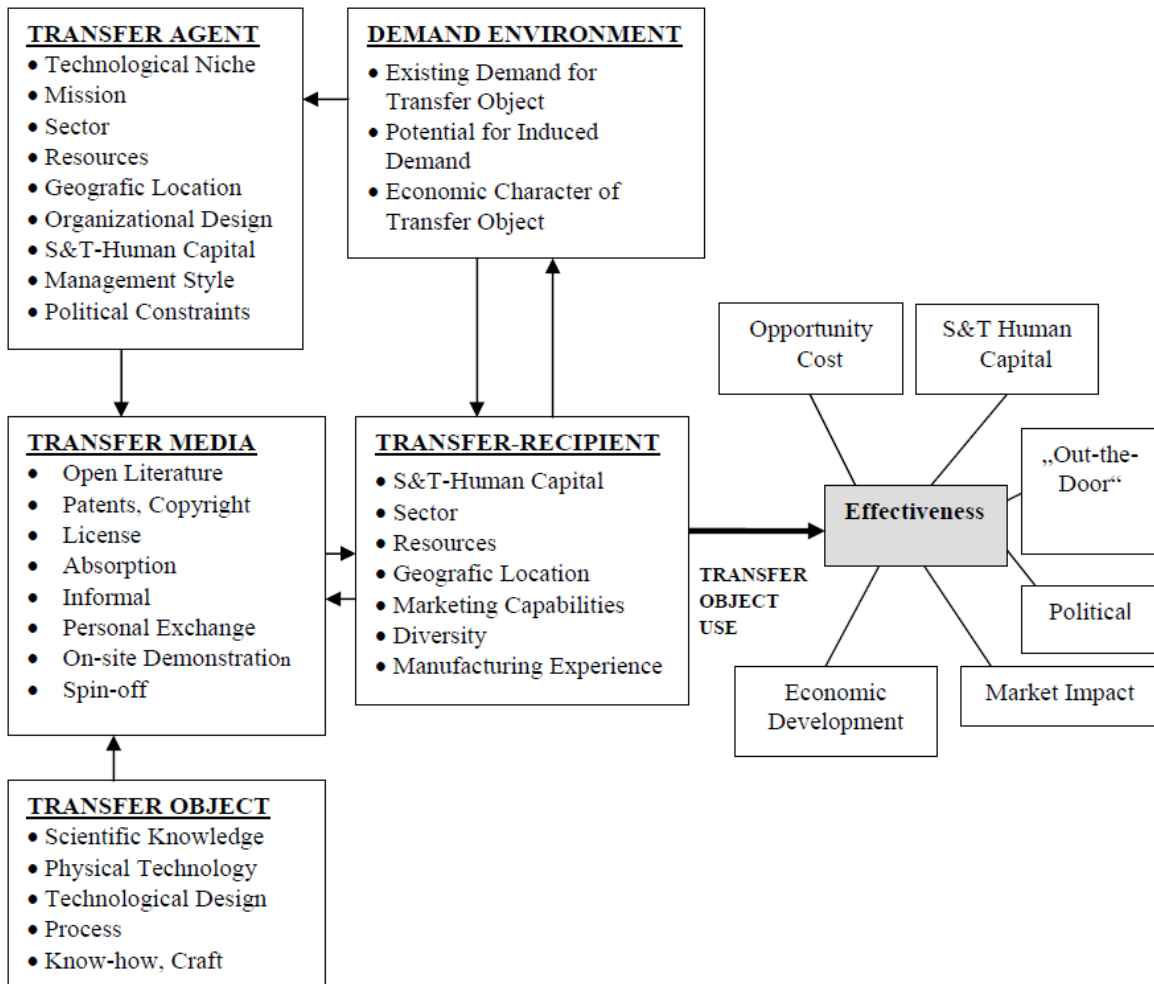 TRANSFER AGENT
• Technological Niche
• Mission
• Sector
• Resources
• Geografic Location
• Organizational Design
• S&T-Human Capital
• Management Style
• Political Constraints
DEMAND ENVIRONMENT
• Existing Demand for
Transfer Object
• Potential for Induced
Demand
• Economic Character of
Transfer Object
TRANSFER MEDIA
• Open Literature
• Patents, Copyright
• License
• Absorption
• Informal
• Personal Exchange
• On-site Demonstration
• Spin-off
TRANSFER-RECIPIENT
• S&T-Human Capital
• Sector
• Resources
• Geografic Location
• Marketing Capabilities
• Diversity
• Manufacturing Experience
TRANSFER OBJECT
• Scientific Knowledge
• Physical Technology
• Technological Design
• Process
• Know-how, Craft
TRANSFER
OBJECT
USE
Effectiveness
Opportunity
Cost
S&T Human
Capital
„Out-the-
Door“
Political
Market Impact
Economic
Development